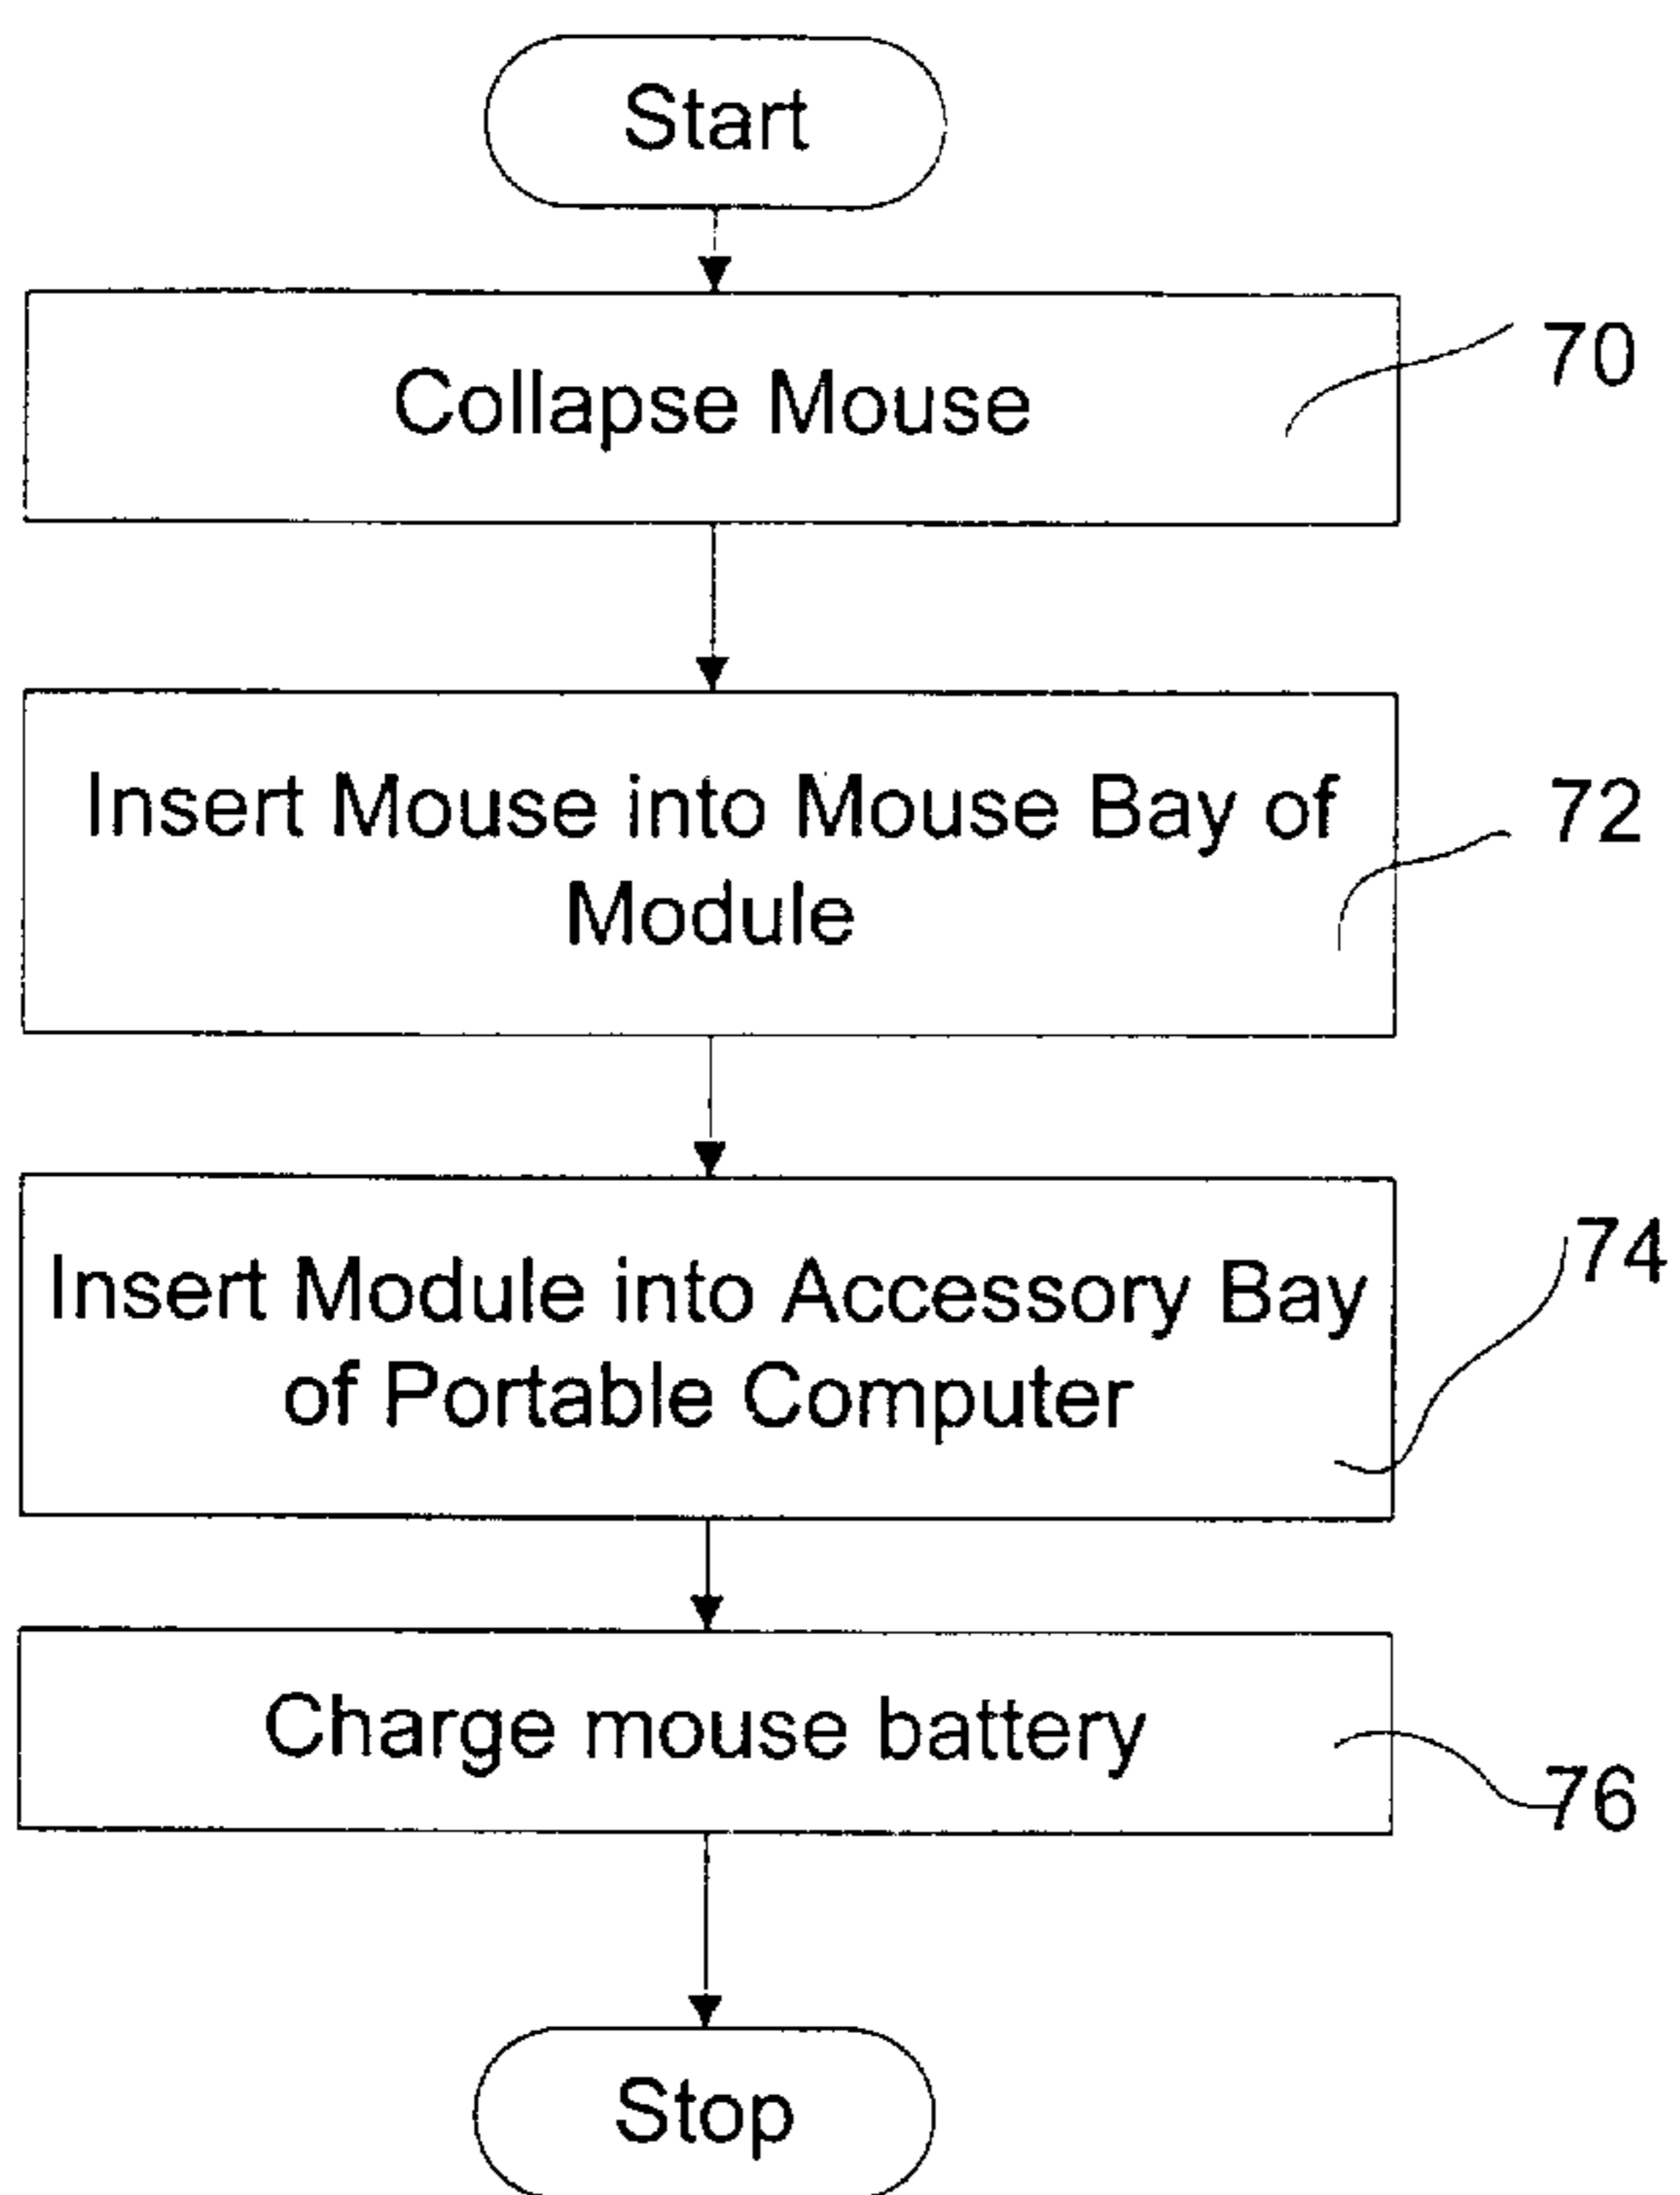 Start
Collapse Mouse
70
Insert Mouse into Mouse Bay of
Module
72
Insert Module into Accessory Bay
of Portable Computer
74
Charge mouse battery
76
Stop